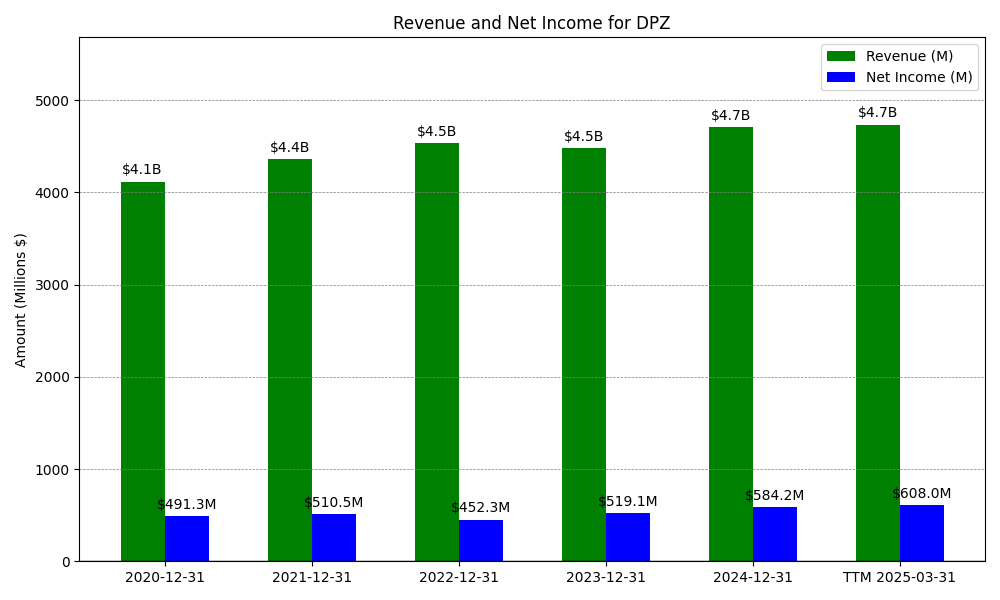 Revenue and Net Income for DPZ
Revenue (M)
Net Income (M)
Amount (Millions $)
5000
4000
3000
2000
1000
0
$4.1B
$4.4B
$4.5B
$4.5B
$4.7B
$4.7B
$491.3M
$510.5M
$452.3M
$519.1M
$584.2M
$608.0M
2020-12-31
2021-12-31
2022-12-31
2023-12-31
2024-12-31
TTM 2025-03-31